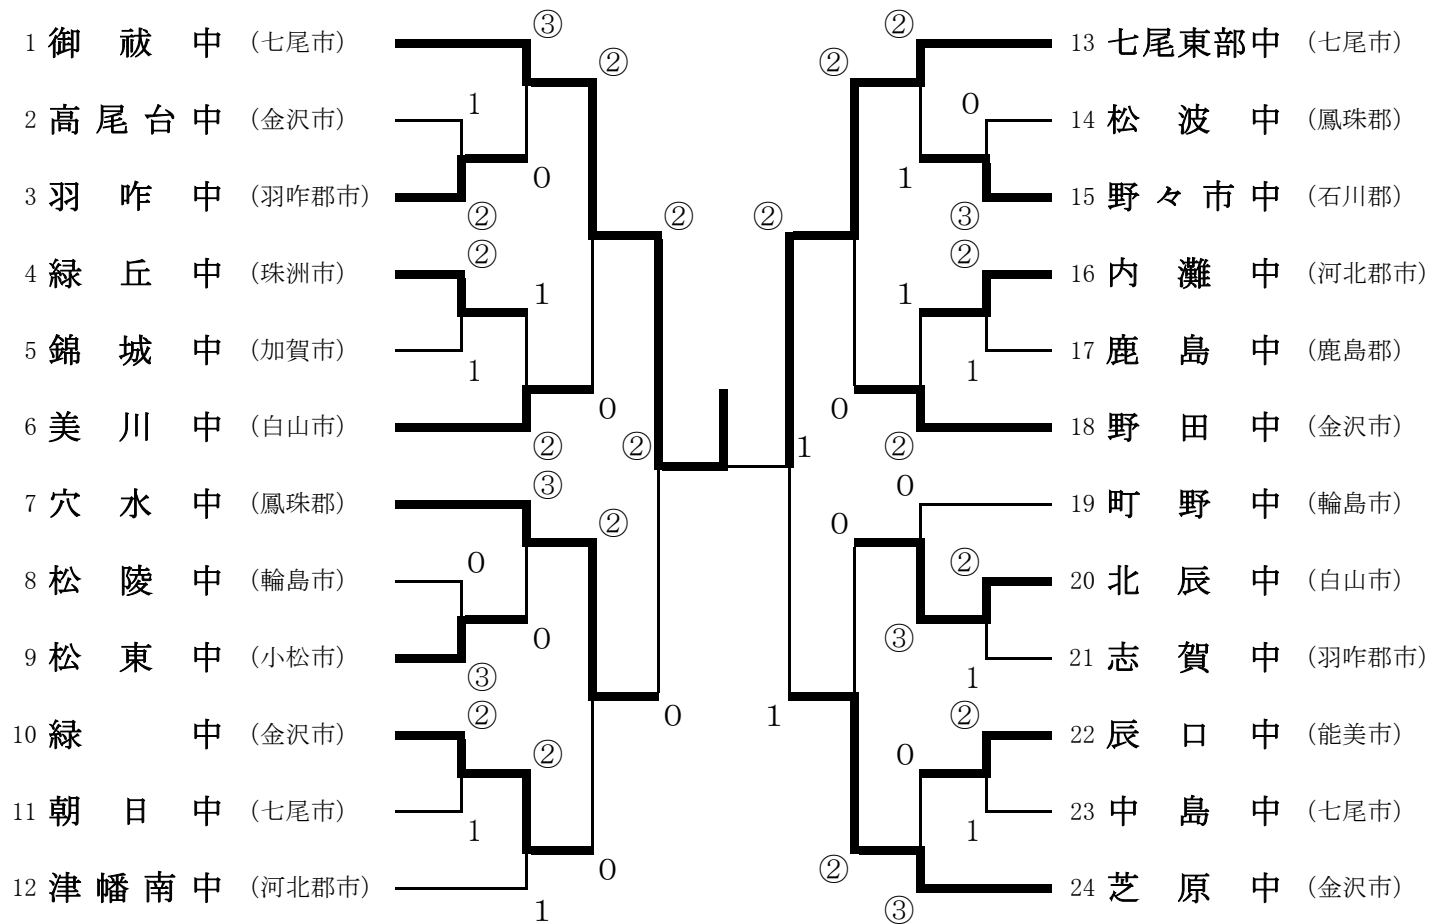 ③ ②
1 御祓中 (七尾市) 13 七尾東部中 (七尾市)
② ②
1 0
2 高尾台中 (金沢市) 14 松波中 (鳳珠郡)
0 1
3 羽咋中 (羽咋郡市) 15 野々市中 (石川郡)
② ② ② ③
② ②
4 緑丘中 (珠洲市) 16 内灘中 (河北郡市)
1 1
5 錦城中 (加賀市) 17 鹿島中 (鹿島郡)
1 1
0 0
6 美川中 (白山市) 18 野田中 (金沢市)
② ② 1 ②
③ 0
7 穴水中 (鳳珠郡) 19 町野中 (輪島市)
② 0
0 ②
8 松陵中 (輪島市) 20 北辰中 (白山市)
0 ③
9 松東中 (小松市) 21 志賀中 (羽咋郡市)
③ 1
② 0 1 ②
10 緑中 (金沢市) 22 辰口中 (能美市)
② 0
11 朝日中 (七尾市) 23 中島中 (七尾市)
1 1
0 ②
12 津幡南中 (河北郡市) 24 芝原中 (金沢市)
1 ③